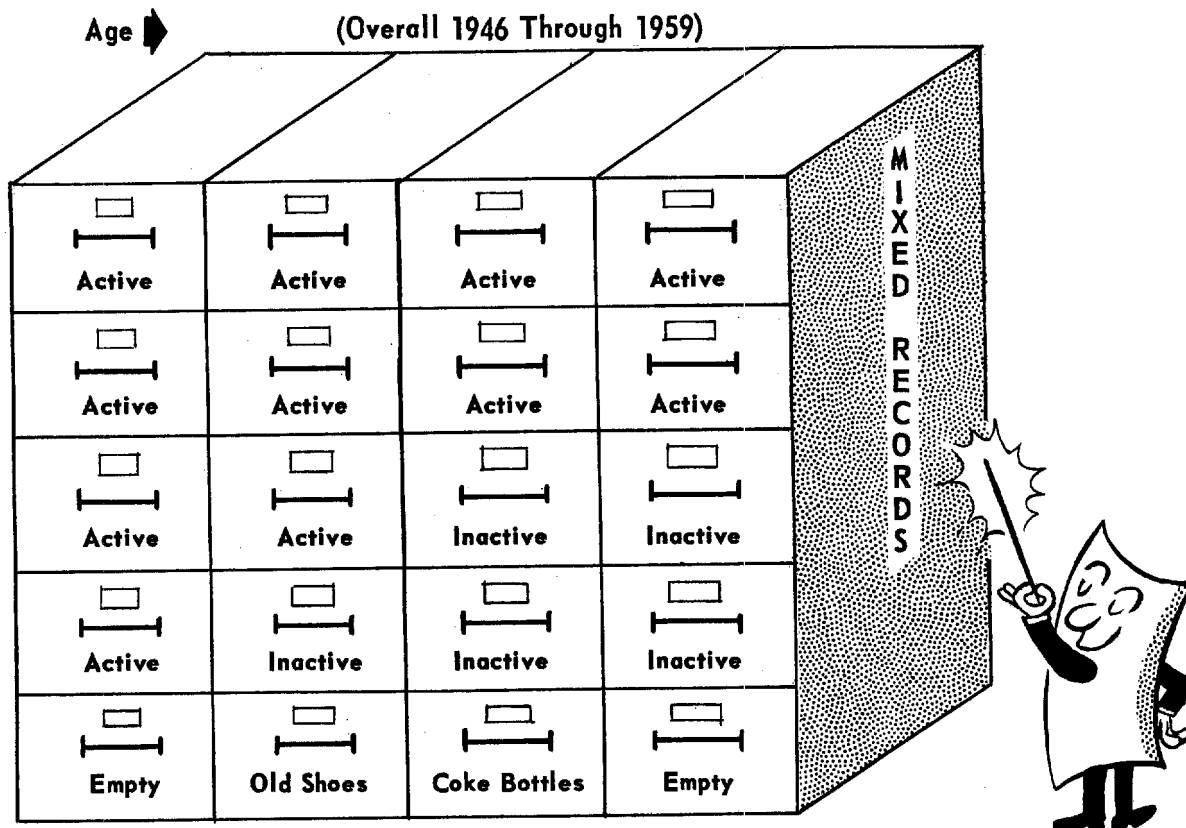 Age (Overall 1946 Through 1959)
MIXED RECORDS
Active Active Active Active
Active Active Active Active
Active Active Inactive Inactive
Active Inactive Inactive Inactive
Empty Old Shoes Coke Bottles Empty